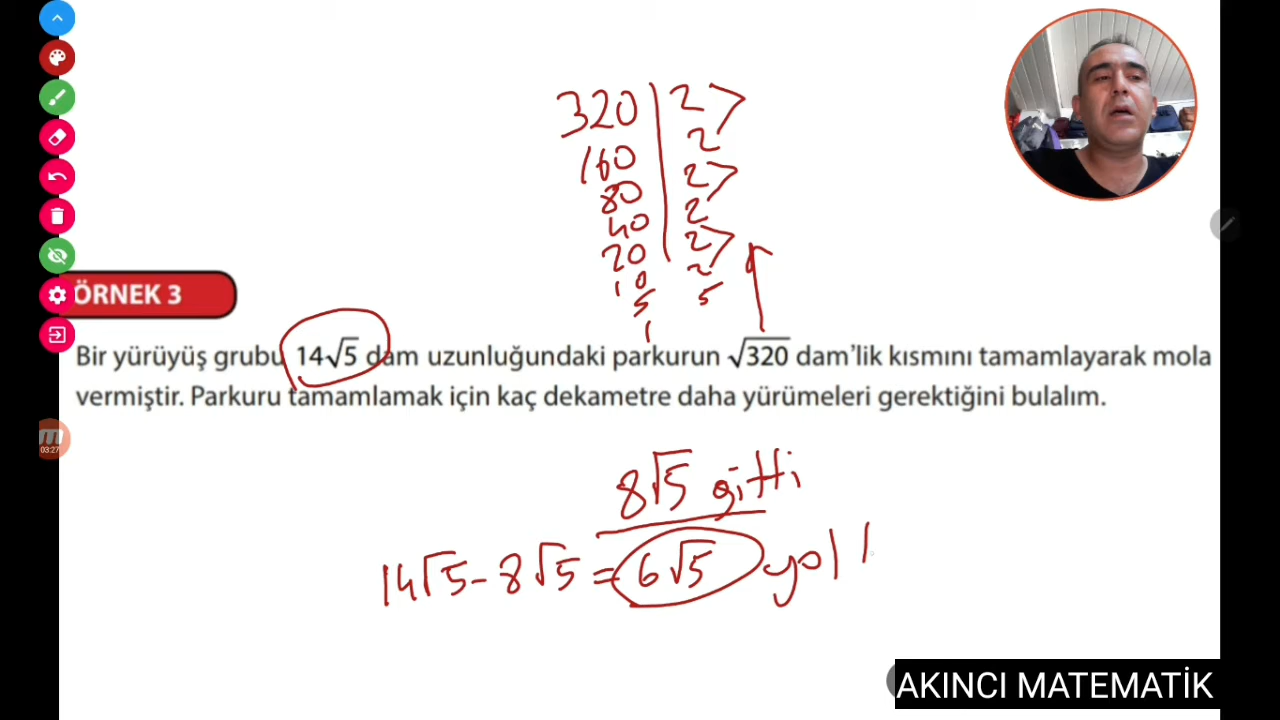 320 2
160 2
80 2
40 2
20 2
10 2
5 5
1
ÖRNEK 3
Bir yürüyüş grubu 14√5 dam uzunluğundaki parkurun √320 dam’lik kısmını tamamlayarak mola
vermiştir. Parkuru tamamlamak için kaç dekametre daha yürümeleri gerektiğini bulalım.
03:27
8√5 gitti
14√5 - 8√5 = 6√5 yol
AKINCI MATEMATİK